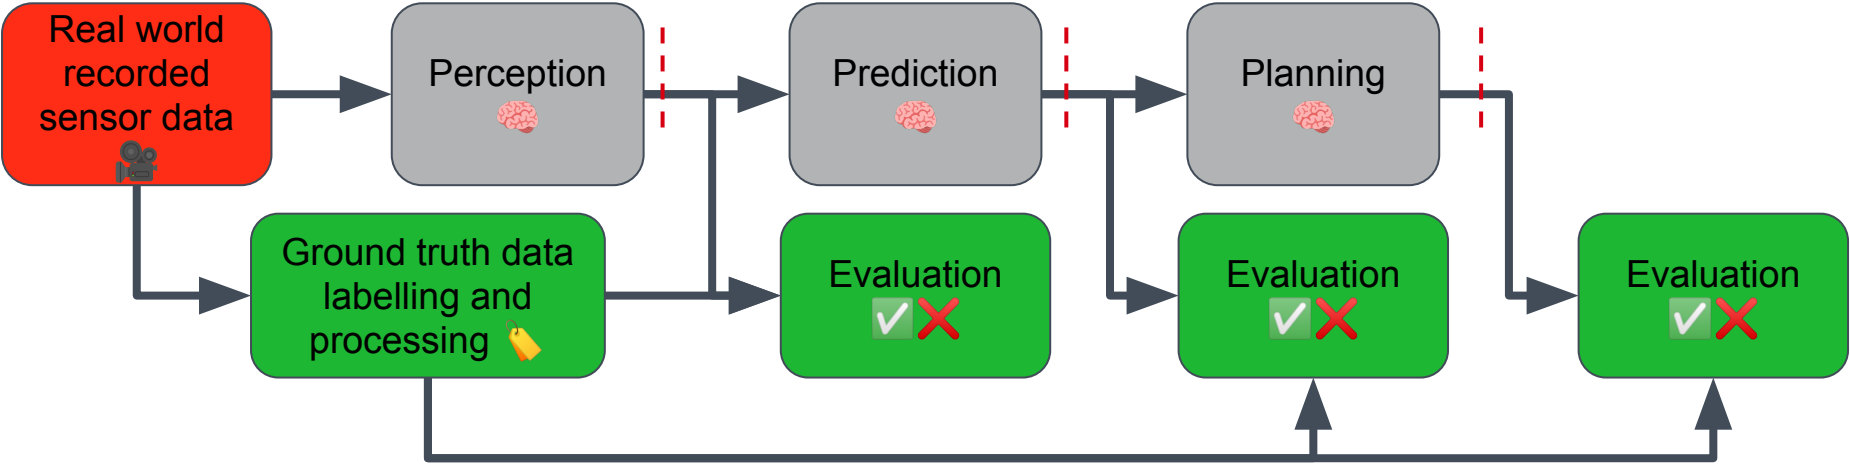 Real world
recorded
sensor data
Perception
Prediction
Planning
Ground truth data
labelling and
processing
Evaluation
Evaluation
Evaluation